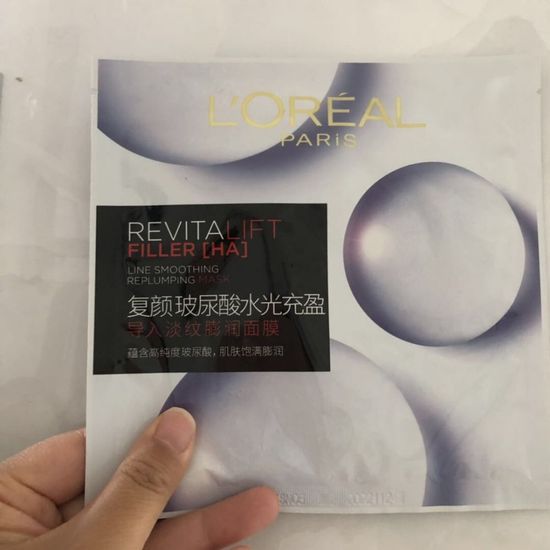 L'ORÉAL
PARiS
REVITALIFT
FILLER [HA]
LINE SMOOTHING
REPLUMPING MASK
复颜玻尿酸水光充盈
导入淡纹膨润面膜
蕴含高纯度玻尿酸，肌肤饱满膨润